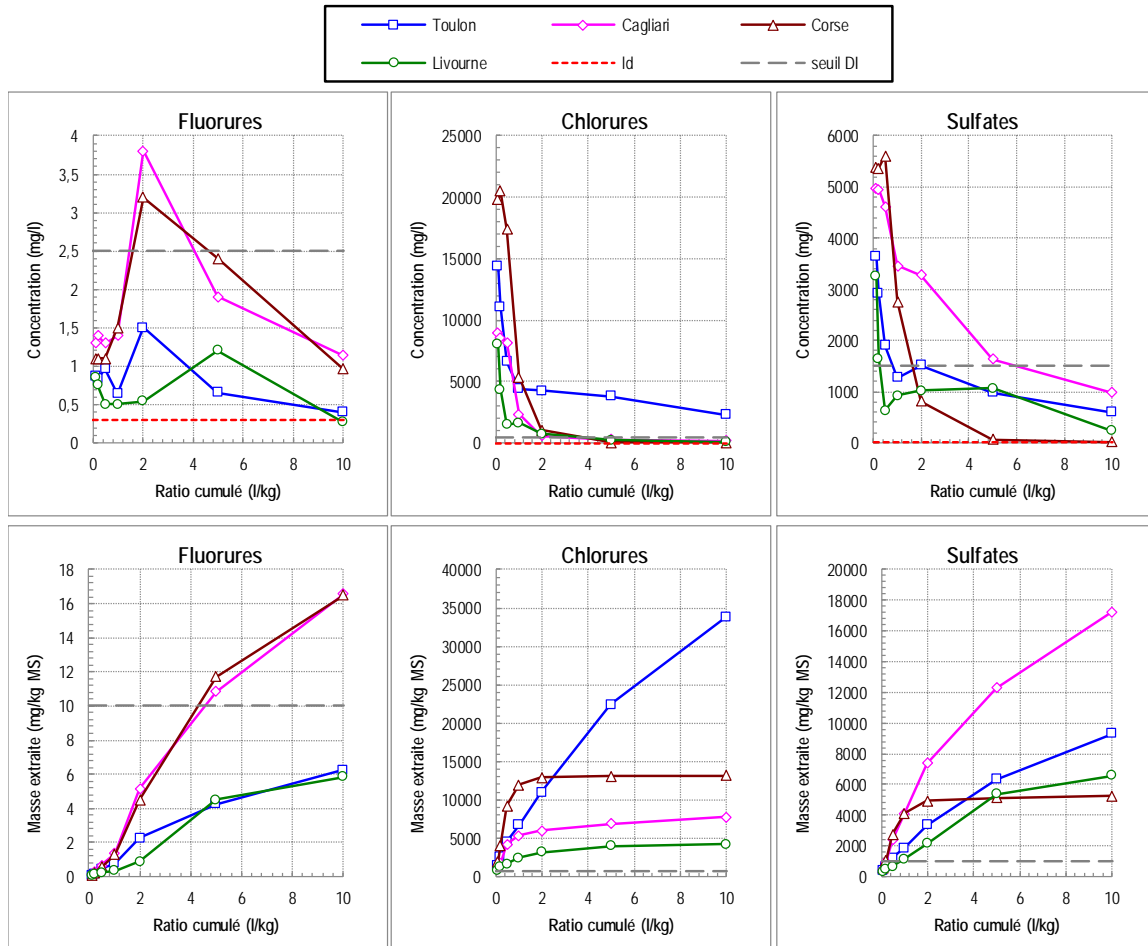 Toulon Cagliari Corse
Livourne ld seuil DI
Fluorures
Concentration (mg/l)
4
3,5
3
2,5
2
1,5
1
0,5
0
0 2 4 6 8 10
Ratio cumulé (l/kg)
Chlorures
Concentration (mg/l)
25000
20000
15000
10000
5000
0
0 2 4 6 8 10
Ratio cumulé (l/kg)
Sulfates
Concentration (mg/l)
6000
5000
4000
3000
2000
1000
0
0 2 4 6 8 10
Ratio cumulé (l/kg)
Fluorures
Masse extraite (mg/kg MS)
18
16
14
12
10
8
6
4
2
0
0 2 4 6 8 10
Ratio cumulé (l/kg)
Chlorures
Masse extraite (mg/kg MS)
40000
35000
30000
25000
20000
15000
10000
5000
0
0 2 4 6 8 10
Ratio cumulé (l/kg)
Sulfates
Masse extraite (mg/kg MS)
20000
18000
16000
14000
12000
10000
8000
6000
4000
2000
0
0 2 4 6 8 10
Ratio cumulé (l/kg)